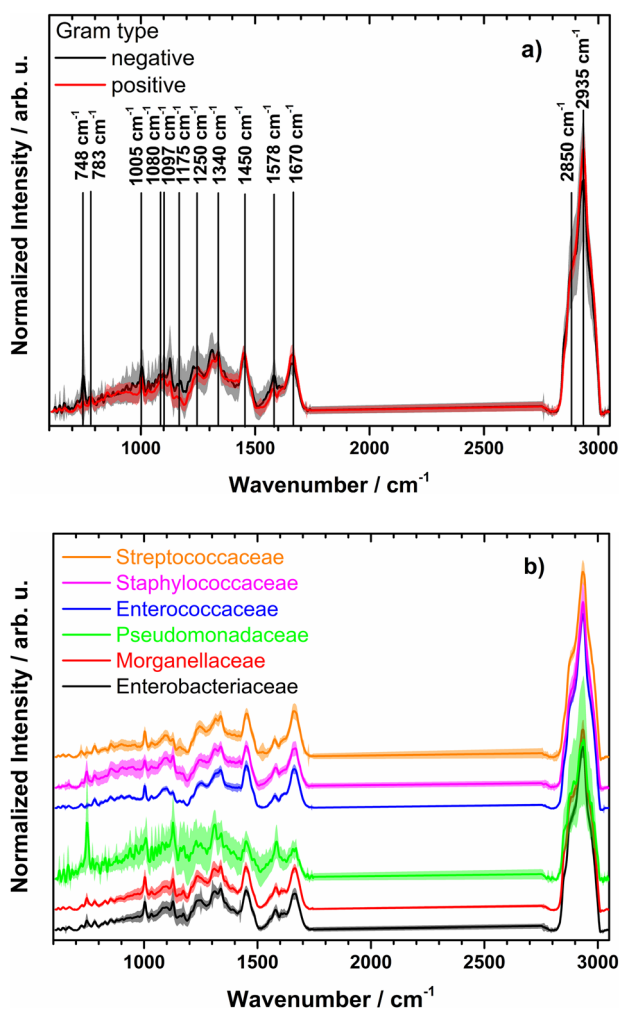 Gram type
negative
positive
a)
748 cm⁻¹
783 cm⁻¹
1005 cm⁻¹
1080 cm⁻¹
1097 cm⁻¹
1175 cm⁻¹
1250 cm⁻¹
1340 cm⁻¹
1450 cm⁻¹
1578 cm⁻¹
1670 cm⁻¹
2850 cm⁻¹
2935 cm⁻¹
Normalized Intensity / arb. u.
1000 1500 2000 2500 3000
Wavenumber / cm⁻¹
b)
Streptococcaceae
Staphylococcaceae
Enterococcaceae
Pseudomonadaceae
Morganellaceae
Enterobacteriaceae
Normalized Intensity / arb. u.
1000 1500 2000 2500 3000
Wavenumber / cm⁻¹